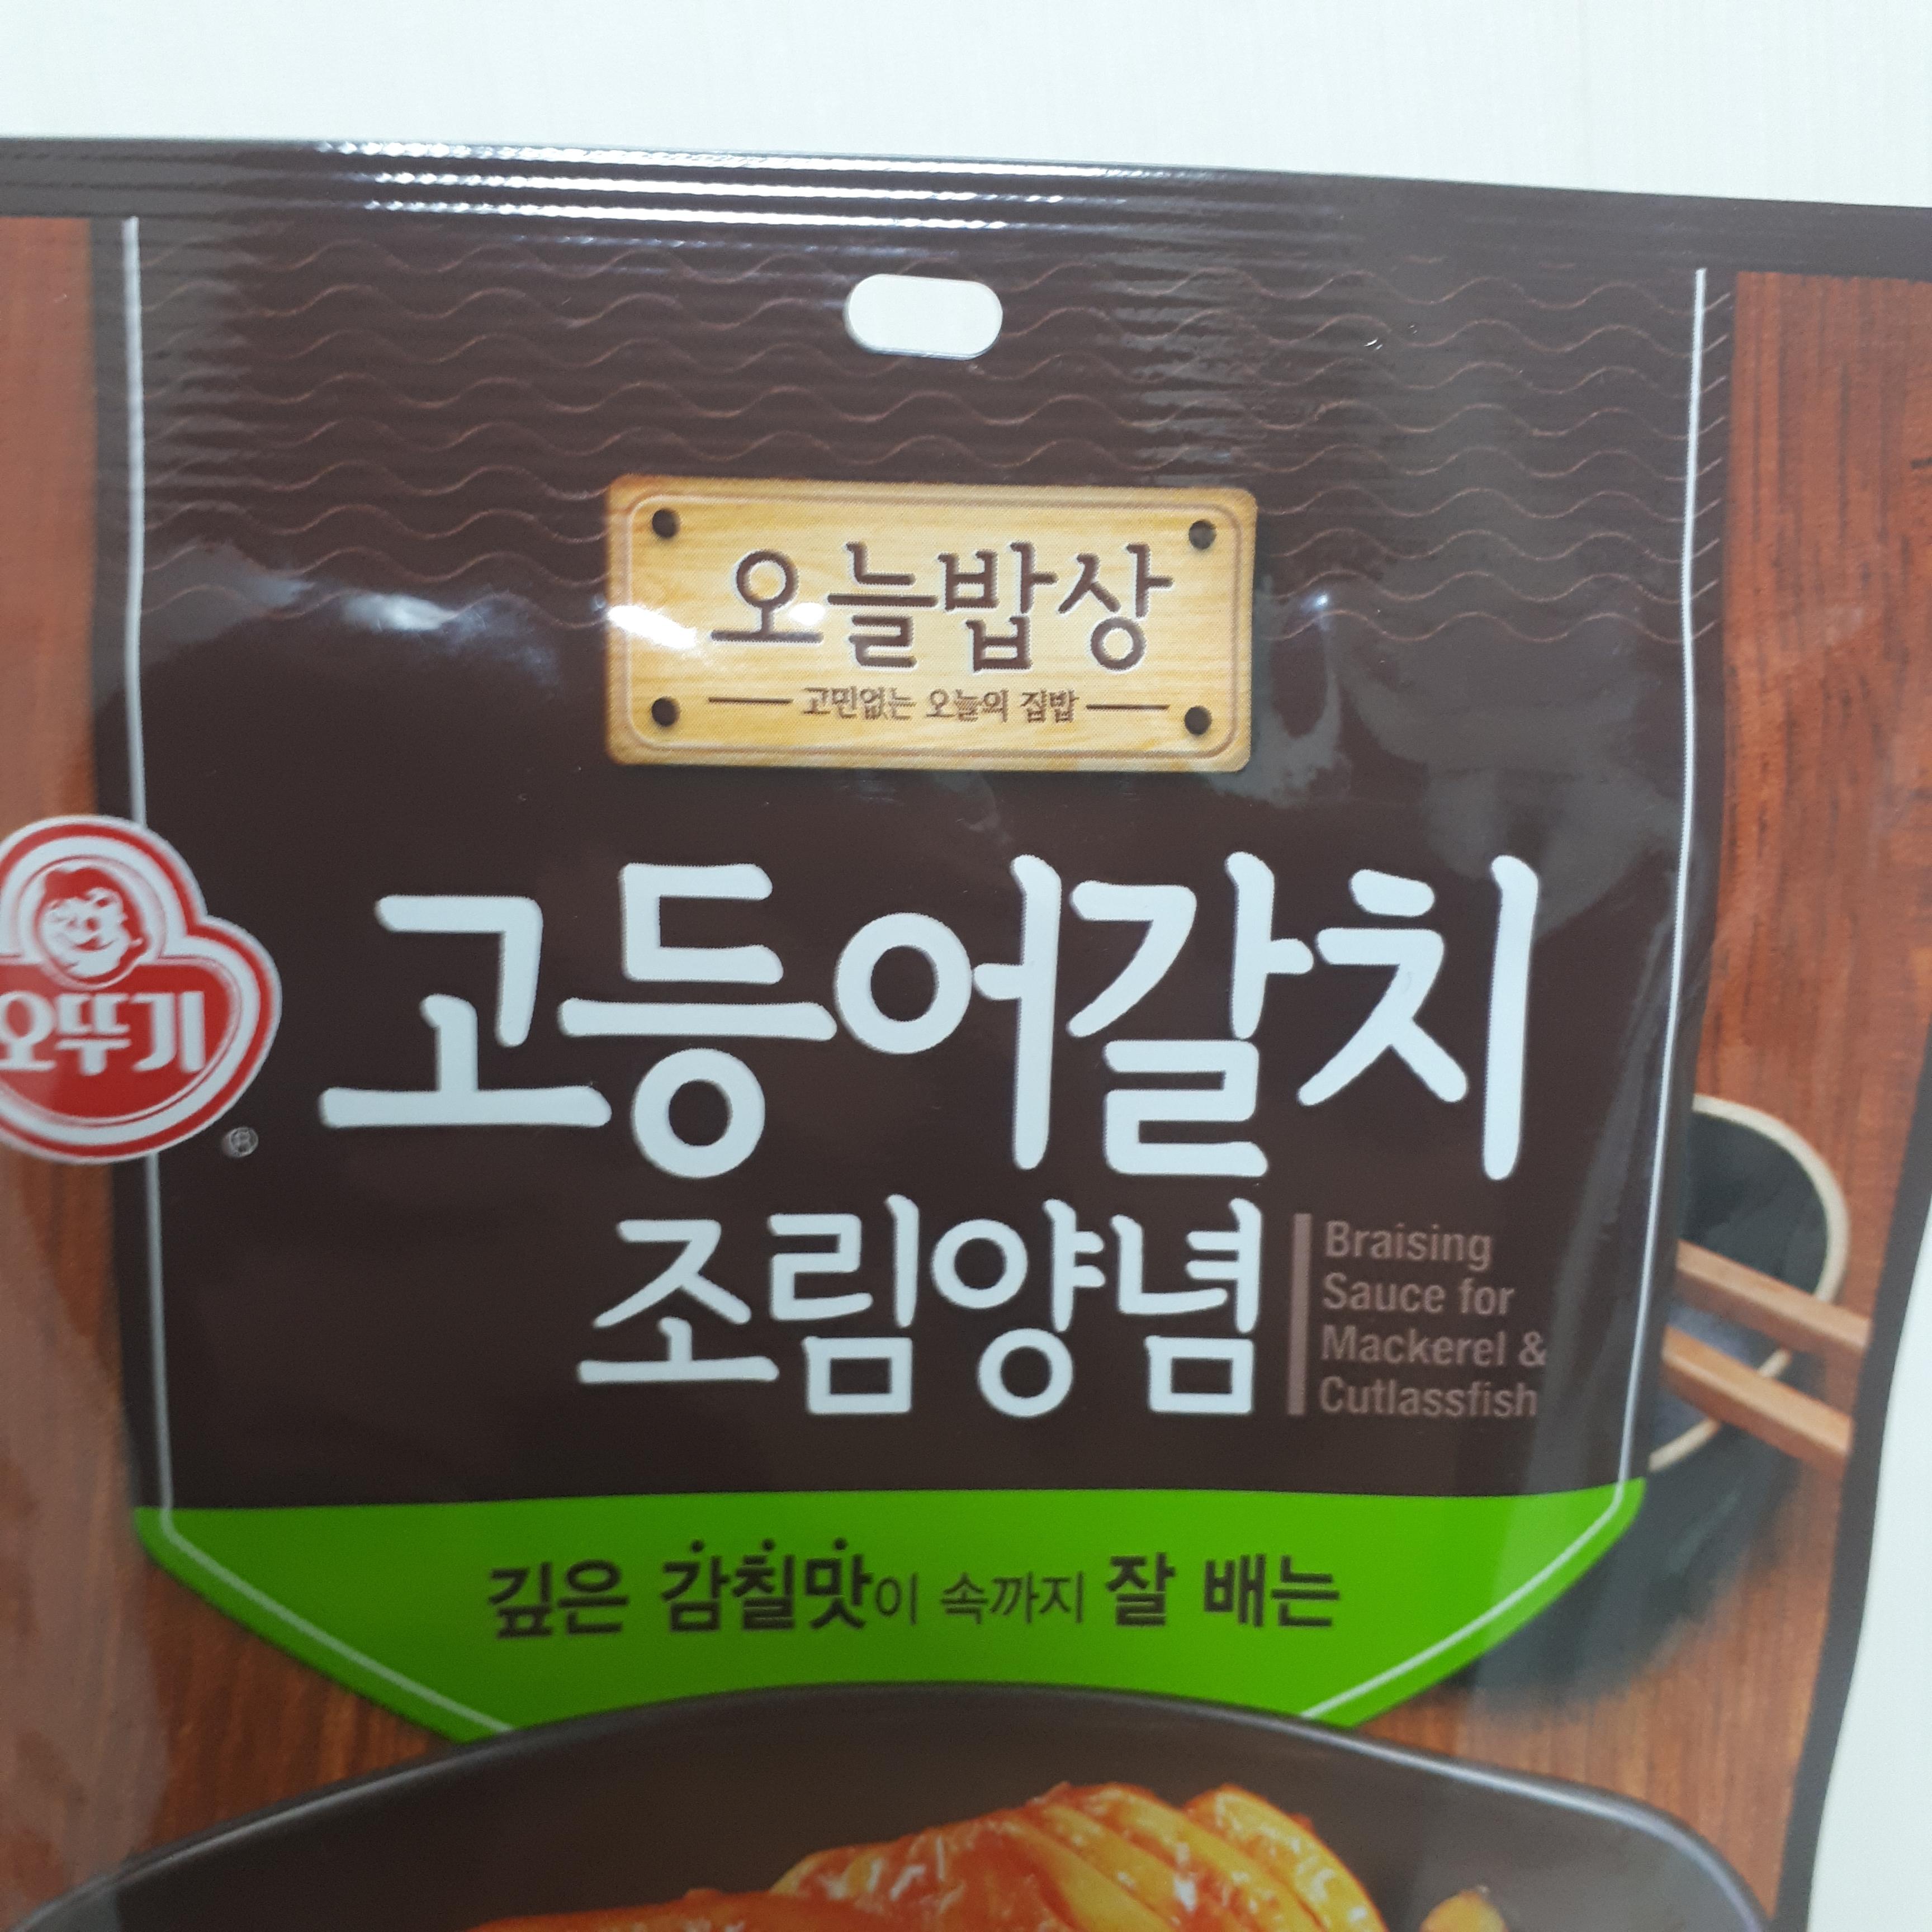 오늘밥상
고민없는 오늘의 집밥
오뚜기
®
고등어갈치
조림양념
Braising
Sauce for
Mackerel &
Cutlassfish
깊은 감칠맛이 속까지 잘 배는